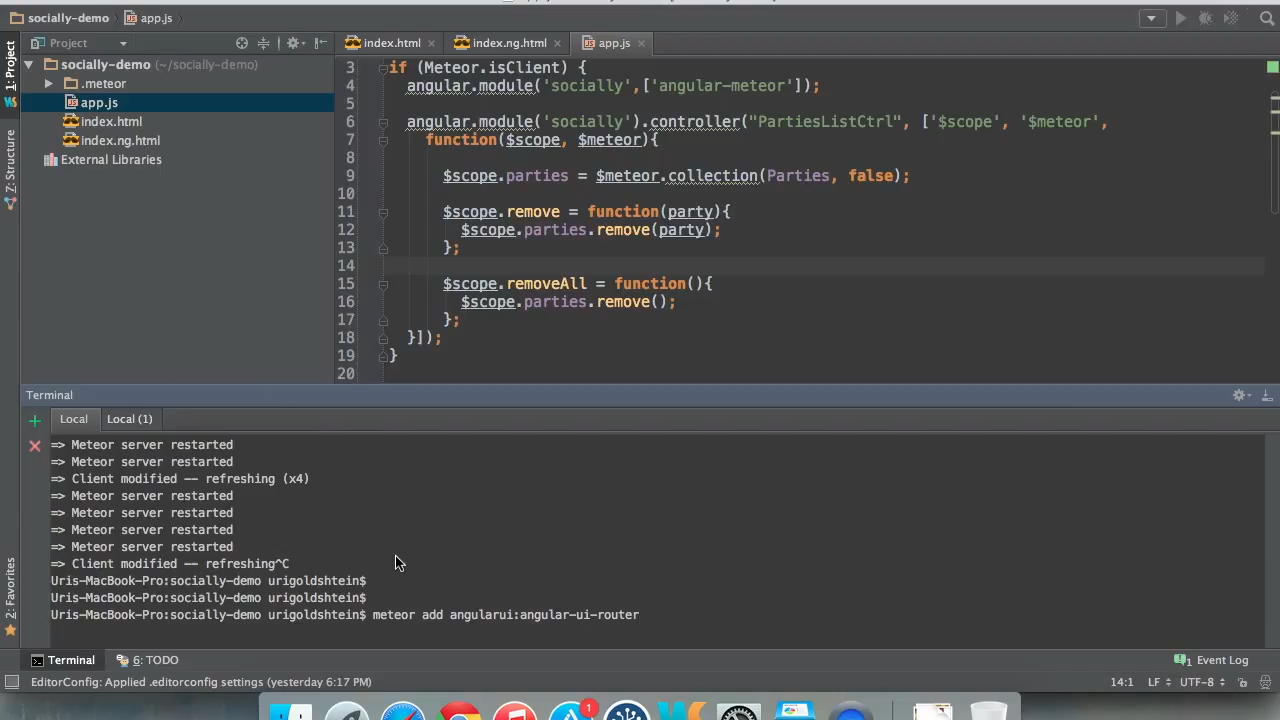 socially-demo app.js
1: Project
Project
index.html
index.ng.html
app.js
socially-demo (~/socially-demo)
.meteor
app.js
index.html
index.ng.html
External Libraries
Z: Structure
2: Favorites
3 if (Meteor.isClient) {
4 angular.module('socially',['angular-meteor']);
5
6 angular.module('socially').controller("PartiesListCtrl", ['$scope', '$meteor',
7 function($scope, $meteor){
8
9 $scope.parties = $meteor.collection(Parties, false);
10
11 $scope.remove = function(party){
12 $scope.parties.remove(party);
13 };
14
15 $scope.removeAll = function(){
16 $scope.parties.remove();
17 };
18 }]);
19 }
20
Terminal
Local Local (1)
=> Meteor server restarted
=> Meteor server restarted
=> Client modified -- refreshing (x4)
=> Meteor server restarted
=> Meteor server restarted
=> Meteor server restarted
=> Meteor server restarted
=> Client modified -- refreshing^C
Uris-MacBook-Pro:socially-demo urigoldshtein$
Uris-MacBook-Pro:socially-demo urigoldshtein$
Uris-MacBook-Pro:socially-demo urigoldshtein$ meteor add angularui:angular-ui-router
Terminal 6: TODO 1 Event Log
EditorConfig: Applied .editorconfig settings (yesterday 6:17 PM) 14:1 LF UTF-8
1